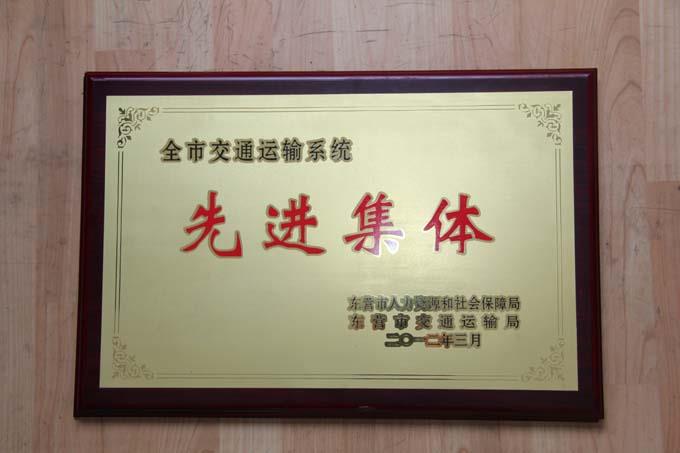 全市交通运输系统
先进集体
东营市人力资源和社会保障局
东营市交通运输局
二〇一二年三月